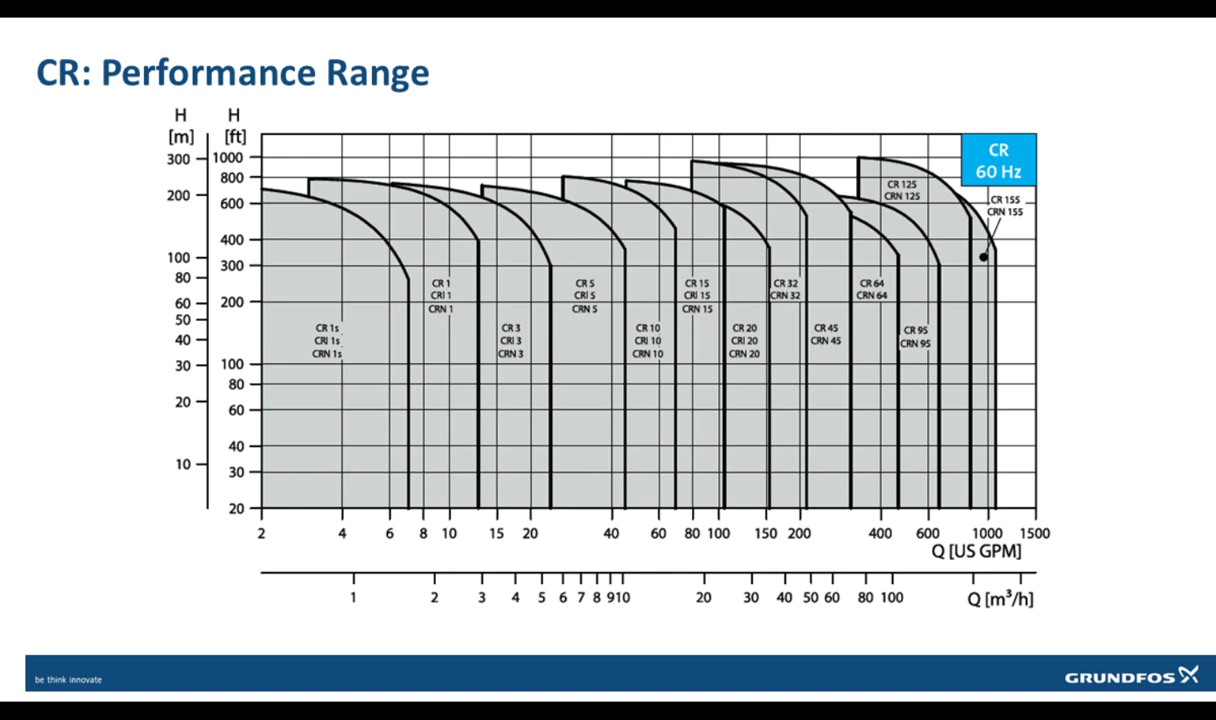 CR: Performance Range
H H
[m] [ft]
300 1000
800
200 600
400
100 300
80
60 200
50
40
30 100
80
20 60
40
10 30
20
CR
60 Hz
CR 125
CRN 125
CR 155
CRN 155
CR 1s
CRI 1s
CRN 1s
CR 1
CRI 1
CRN 1
CR 3
CRI 3
CRN 3
CR 5
CRI 5
CRN 5
CR 10
CRI 10
CRN 10
CR 15
CRI 15
CRN 15
CR 20
CRI 20
CRN 20
CR 32
CRN 32
CR 45
CRN 45
CR 64
CRN 64
CR 95
CRN 95
2 4 6 8 10 15 20 40 60 80 100 150 200 400 600 1000 1500
Q [US GPM]
1 2 3 4 5 6 7 8 9 10 20 30 40 50 60 80 100 Q [m³/h]
be think innovate
GRUNDFOS